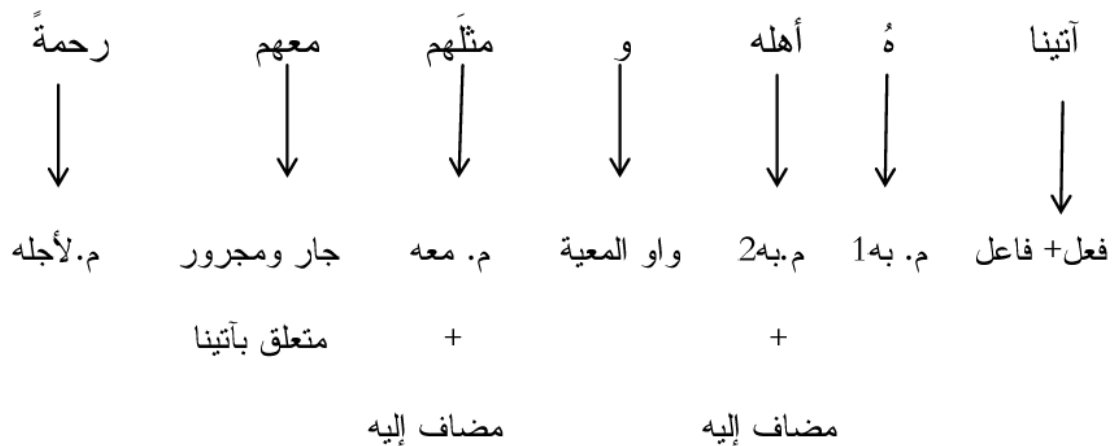 آتينا هُ أهله و مثلَهم معهم رحمةً
فعل+ فاعل م. به1 م.به2 واو المعية م. معه جار ومجرور م.لأجله
+ + متعلق بآتينا
مضاف إليه مضاف إليه